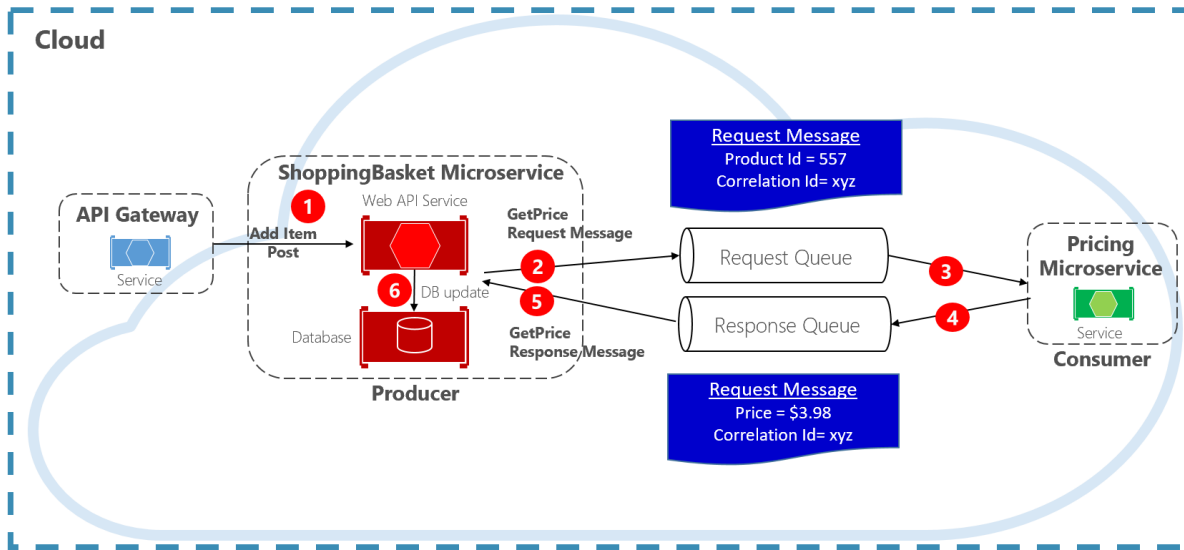 Cloud
Request Message
Product Id = 557
Correlation Id= xyz
ShoppingBasket Microservice
API Gateway
Service
1
Add Item
Post
Web API Service
GetPrice
Request Message
2
Request Queue
3
Pricing
Microservice
Service
Consumer
6
DB update
5
Response Queue
4
Database
GetPrice
Response Message
Producer
Request Message
Price = $3.98
Correlation Id= xyz